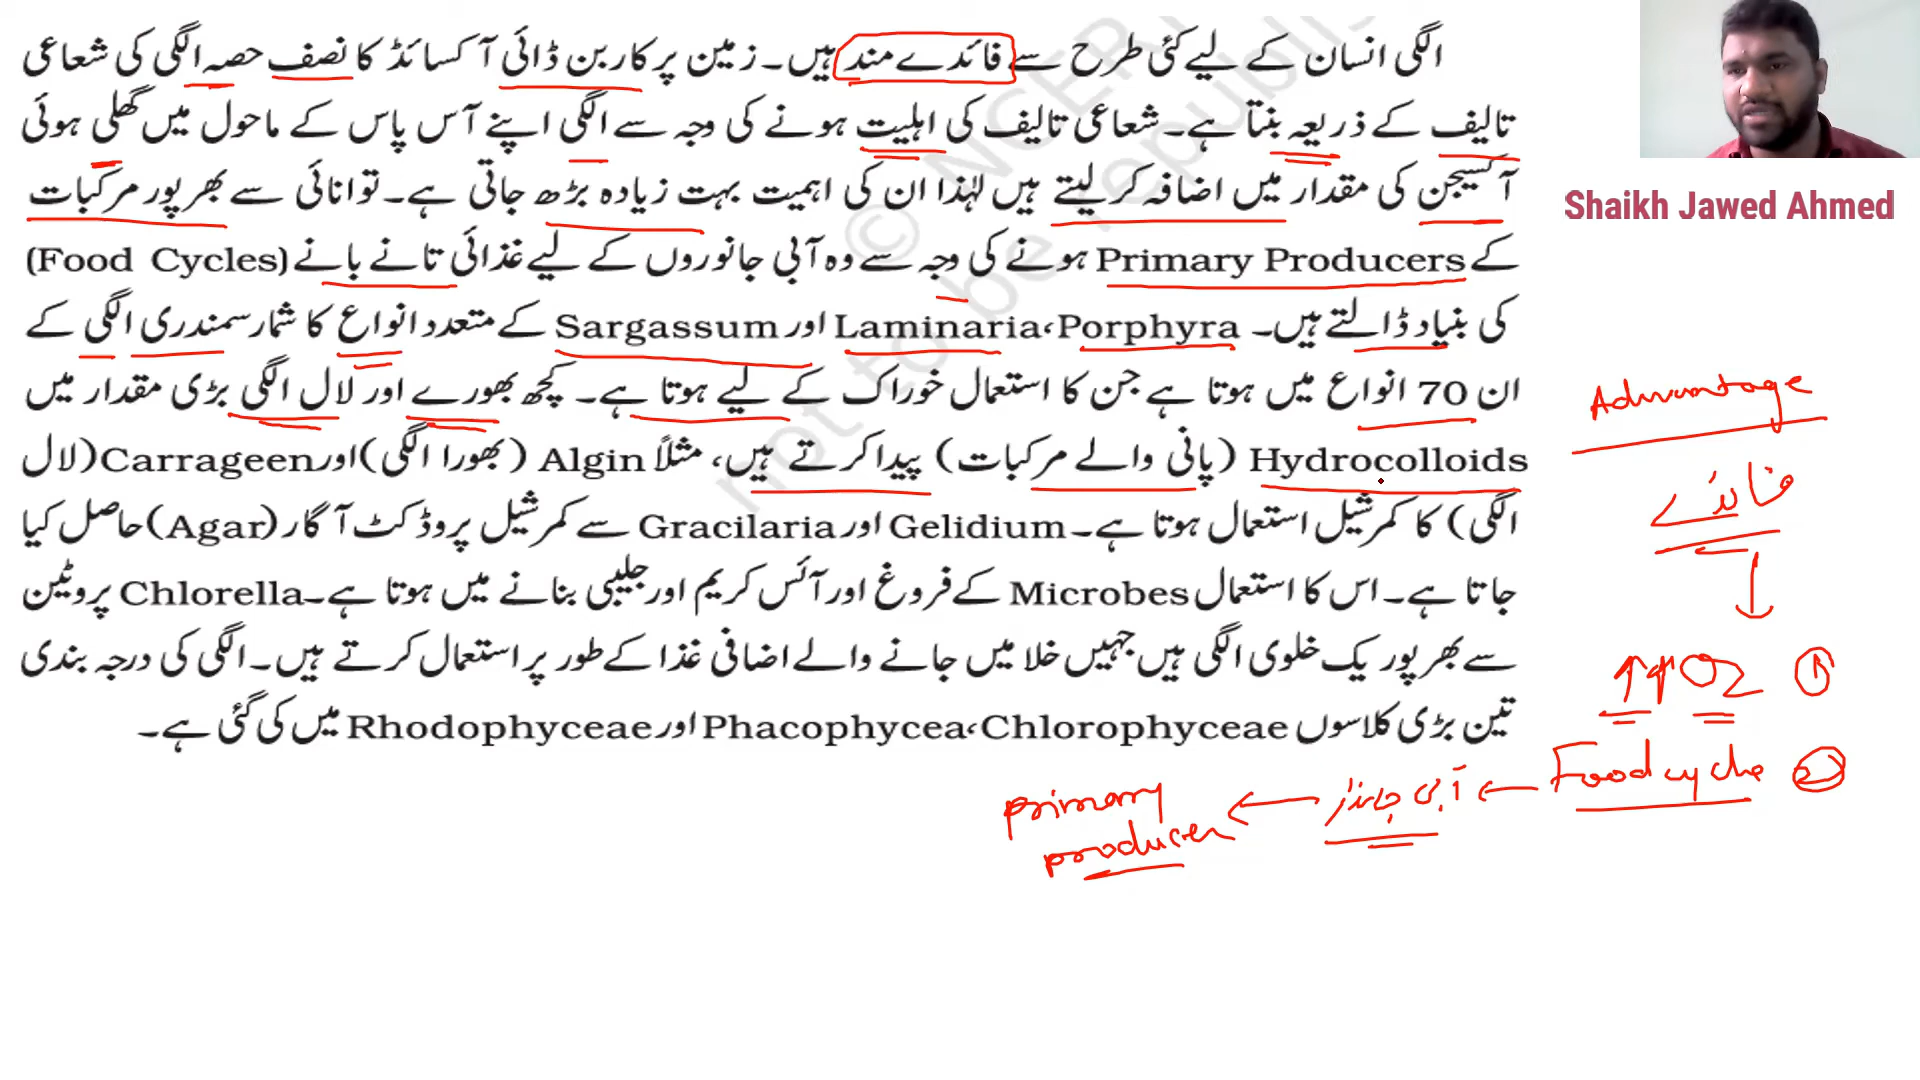 الگی انسان کے لیے کئی طرح سے فائدے مند ہیں۔ زمین پر کاربن ڈائی آکسائڈ کا نصف حصہ الگی کی شعاعی
تالیف کے ذریعہ بنتا ہے۔ شعاعی تالیف کی اہلیت ہونے کی وجہ سے الگی اپنے آس پاس کے ماحول میں گھلی ہوئی
آکسیجن کی مقدار میں اضافہ کر لیتے ہیں لہٰذا ان کی اہمیت بہت زیادہ بڑھ جاتی ہے۔ توانائی سے بھرپور مرکبات
کے Primary Producers ہونے کی وجہ سے وہ آبی جانوروں کے لیے غذائی تانے بانے (Food Cycles)
کی بنیاد ڈالتے ہیں۔ Porphyra، Laminaria اور Sargassum کے متعدد انواع کا شمار سمندری الگی کے
ان 70 انواع میں ہوتا ہے جن کا استعمال خوراک کے لیے ہوتا ہے۔ کچھ بھورے اور لال الگی بڑی مقدار میں
Hydrocolloids (پانی والے مرکبات) پیدا کرتے ہیں، مثلاً Algin (بھورا الگی) اور Carrageen (لال
الگی) کا کمرشیل استعمال ہوتا ہے۔ Gelidium اور Gracilaria سے کمرشیل پروڈکٹ آگار (Agar) حاصل کیا
جاتا ہے۔ اس کا استعمال Microbes کے فروغ اور آئس کریم اور جلیبی بنانے میں ہوتا ہے۔ Chlorella پروٹین
سے بھرپور یک خلوی الگی ہیں جہیں خلا میں جانے والے اضافی غذا کے طور پر استعمال کرتے ہیں۔ الگی کی درجہ بندی
تین بڑی کلاسوں Chlorophyceae، Phacophycea اور Rhodophyceae میں کی گئی ہے۔
© NCERT
not to be republis
Shaikh Jawed Ahmed
Advantage
فائدے
↑↑ O2 ①
Food cycle ②
آبی جاندار
primary
producer